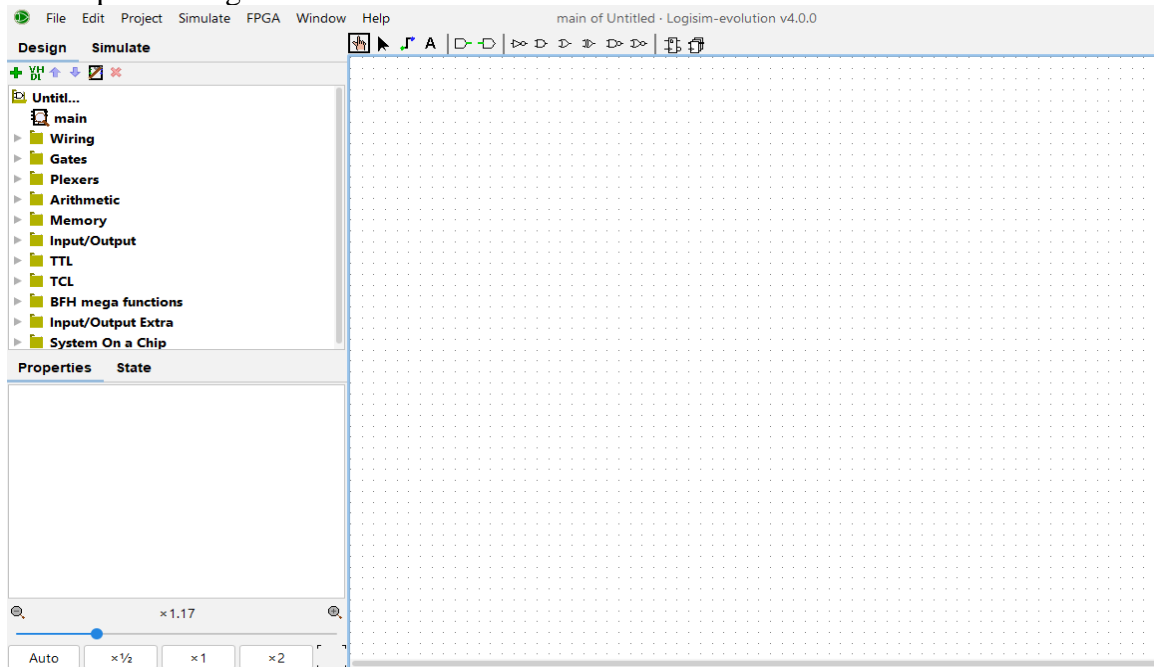 File Edit Project Simulate FPGA Window Help main of Untitled · Logisim-evolution v4.0.0
Design Simulate
A
VH
DL
Untitl...
main
Wiring
Gates
Plexers
Arithmetic
Memory
Input/Output
TTL
TCL
BFH mega functions
Input/Output Extra
System On a Chip
Properties State
×1.17
Auto ×½ ×1 ×2